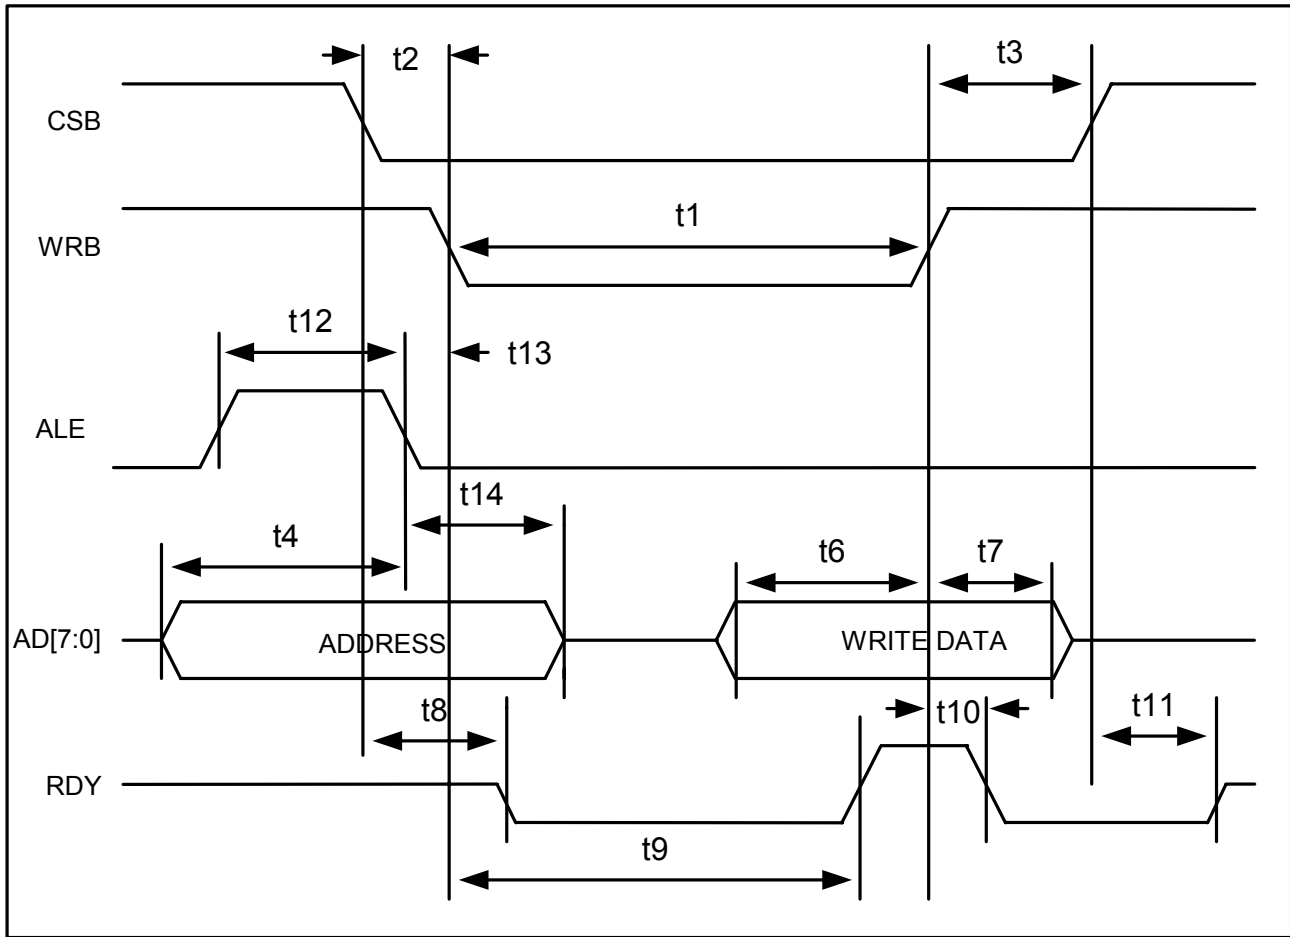 t2
t3
CSB
t1
WRB
t12
t13
ALE
t14
t4
t6
t7
AD[7:0]
ADDRESS
WRITE DATA
t8
t10
t11
RDY
t9